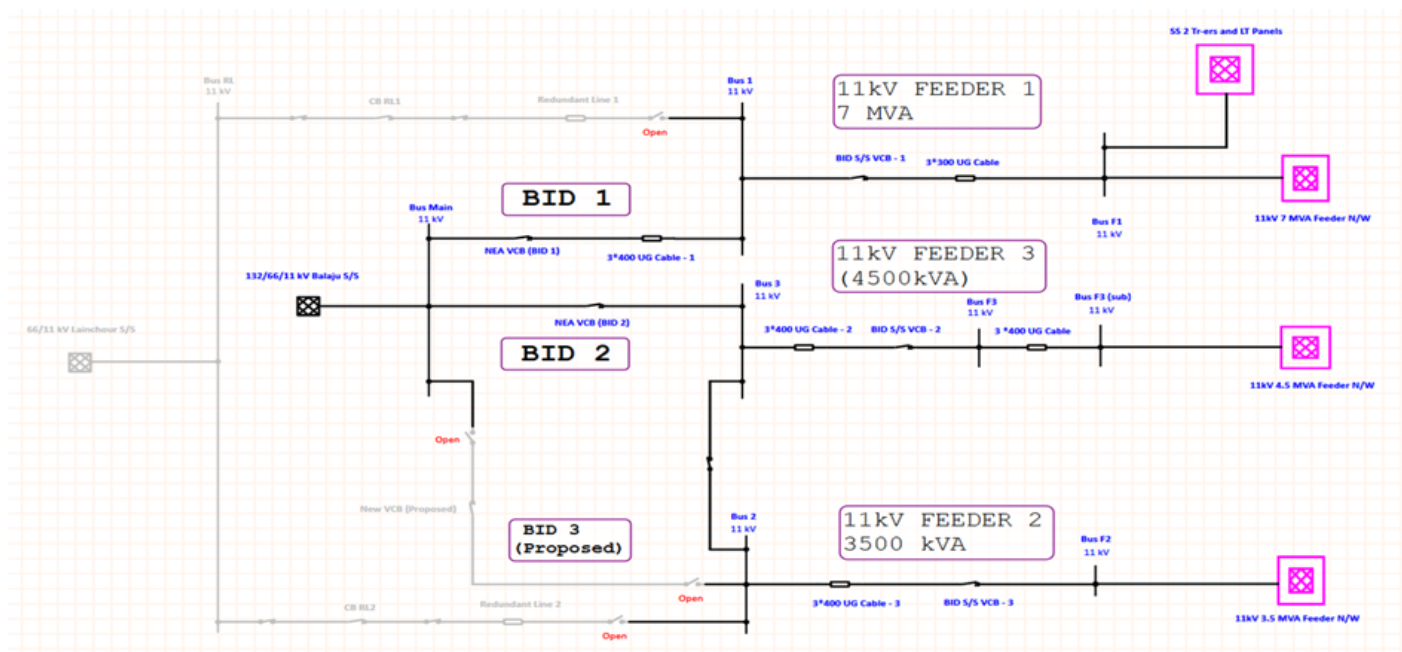 SS 2 Tr-ers and LT Panels
Bus RL
11 kV
CB RL1
Redundant Line 1
Open
Bus 1
11 kV
11kV FEEDER 1
7 MVA
BID S/S VCB - 1
3*300 UG Cable
Bus F1
11 kV
11kV 7 MVA Feeder N/W
BID 1
Bus Main
11 kV
NEA VCB (BID 1)
3*400 UG Cable - 1
132/66/11 kV Balaju S/S
66/11 kV Lainchour S/S
NEA VCB (BID 2)
BID 2
Bus 3
11 kV
11kV FEEDER 3
(4500kVA)
3*400 UG Cable - 2
BID S/S VCB - 2
Bus F3
11 kV
3 *400 UG Cable
Bus F3 (sub)
11 kV
11kV 4.5 MVA Feeder N/W
Open
New VCB (Proposed)
BID 3
(Proposed)
Open
Bus 2
11 kV
11kV FEEDER 2
3500 kVA
3*400 UG Cable - 3
BID S/S VCB - 3
Bus F2
11 kV
11kV 3.5 MVA Feeder N/W
CB RL2
Redundant Line 2
Open